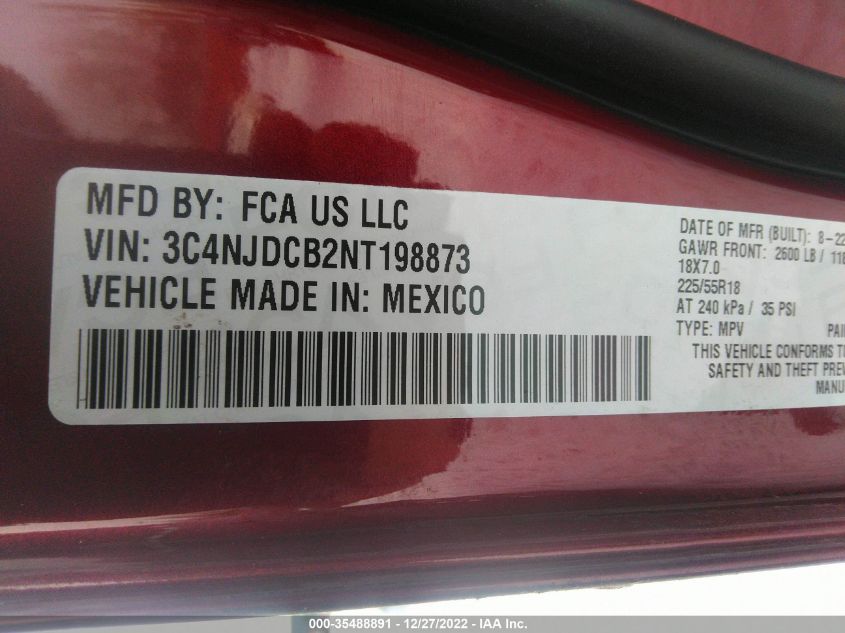 MFD BY: FCA US LLC
VIN: 3C4NJDCB2NT198873
VEHICLE MADE IN: MEXICO
DATE OF MFR (BUILT): 8-22
GAWR FRONT: 2600 LB /
18X7.0
225/55R18
AT 240 kPa / 35 PSI
TYPE: MPV
THIS VEHICLE CONFORMS
SAFETY AND THEFT
000-35488891 - 12/27/2022 - IAA Inc.